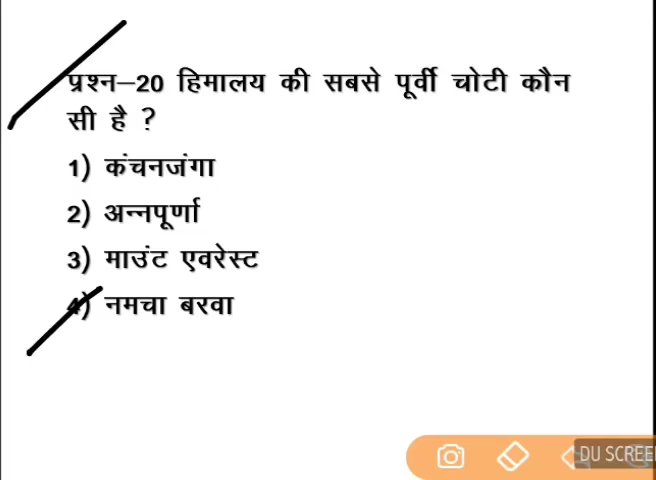 प्रश्न–20 हिमालय की सबसे पूर्वी चोटी कौन
सी है ?
1) कंचनजंगा
2) अन्नपूर्णा
3) माउंट एवरेस्ट
4) नमचा बरवा
DU SCREE